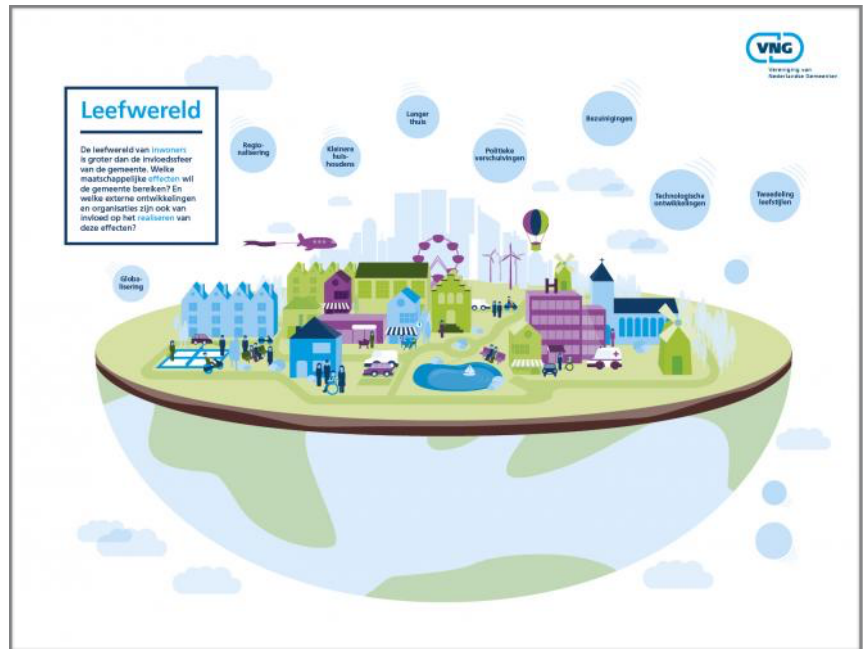 VNG
Vereniging van
Nederlandse Gemeenten
Leefwereld
De leefwereld van inwoners
is groter dan de invloedssfeer
van de gemeente. Welke
maatschappelijke effecten wil
de gemeente bereiken? En
welke externe ontwikkelingen
en organisaties zijn ook van
invloed op het realiseren van
deze effecten?
Regio-
nalisering
Kleinere
huis-
houdens
Langer
thuis
Politieke
verschuivingen
Bezuinigingen
Technologische
ontwikkelingen
Tweedeling
leefstijlen
Globa-
lisering
H